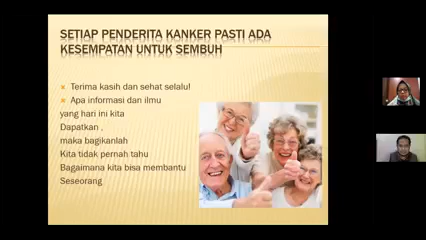 SETIAP PENDERITA KANKER PASTI ADA
KESEMPATAN UNTUK SEMBUH
Terima kasih dan sehat selalu!
Apa informasi dan ilmu
yang hari ini kita
Dapatkan ,
maka bagikanlah
Kita tidak pernah tahu
Bagaimana kita bisa membantu
Seseorang